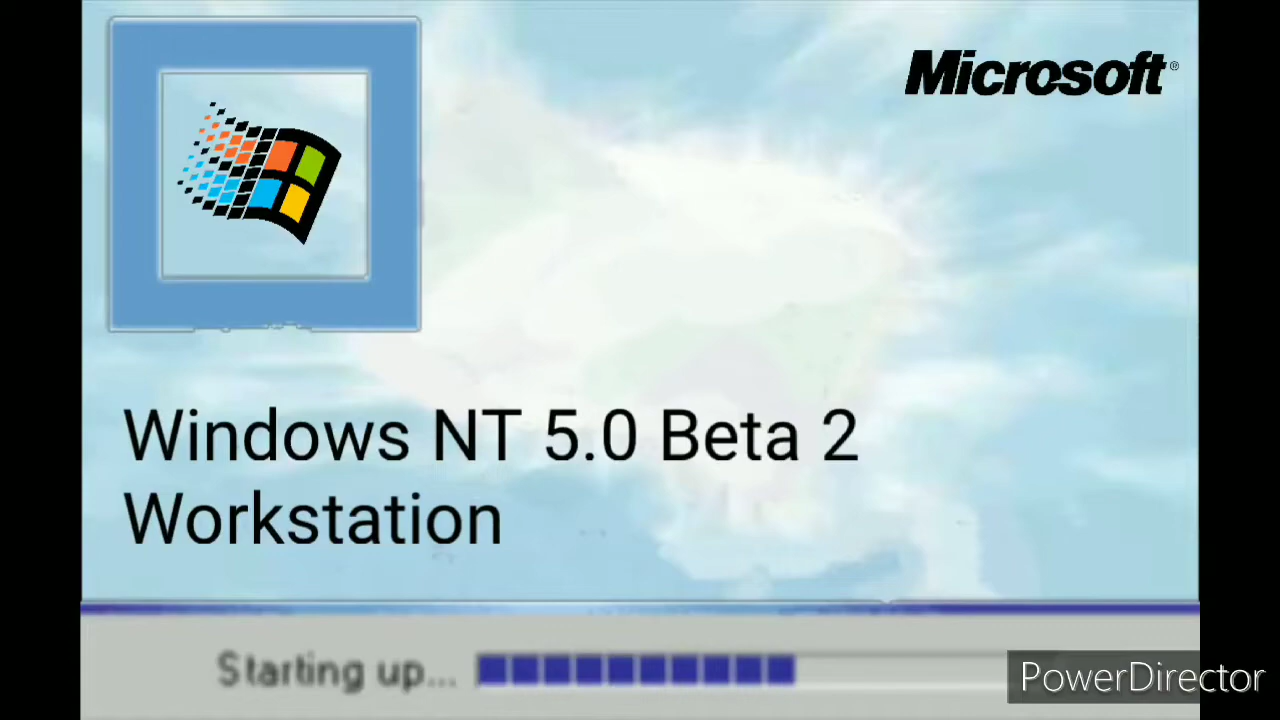 Microsoft®
Windows NT 5.0 Beta 2
Workstation
Starting up...
PowerDirector